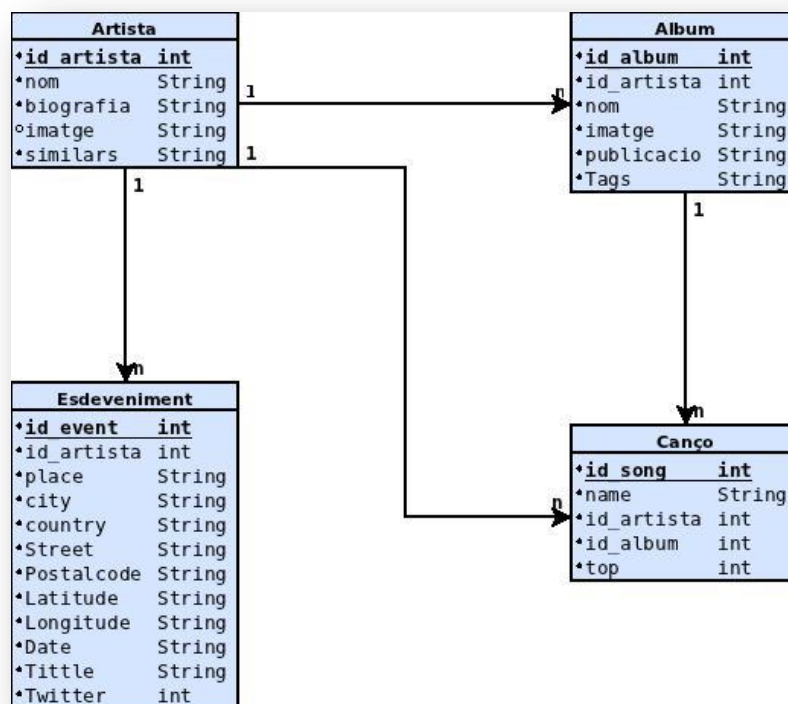 Artista
id_artista int
nom String
biografia String
imatge String
similars String
1
n
1
1
n
Album
id_album int
id_artista int
nom String
imatge String
publicacio String
Tags String
1
n
Esdeveniment
id_event int
id_artista int
place String
city String
country String
Street String
Postalcode String
Latitude String
Longitude String
Date String
Tittle String
Twitter int
n
Canço
id_song int
name String
id_artista int
id_album int
top int